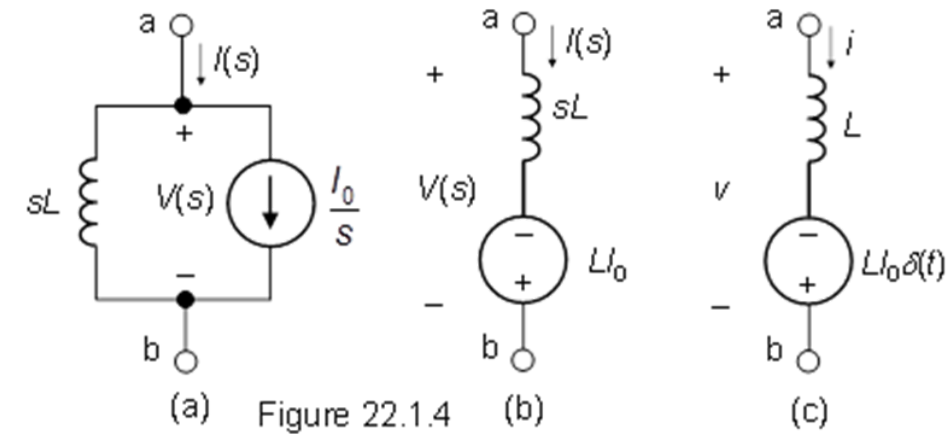 a
I(s)
+
sL
V(s)
I₀
s
−
b
(a)
a
I(s)
+
sL
V(s)
−
+
LI₀
−
b
(b)
a
i
+
L
v
−
+
LI₀δ(t)
−
b
(c)
Figure 22.1.4